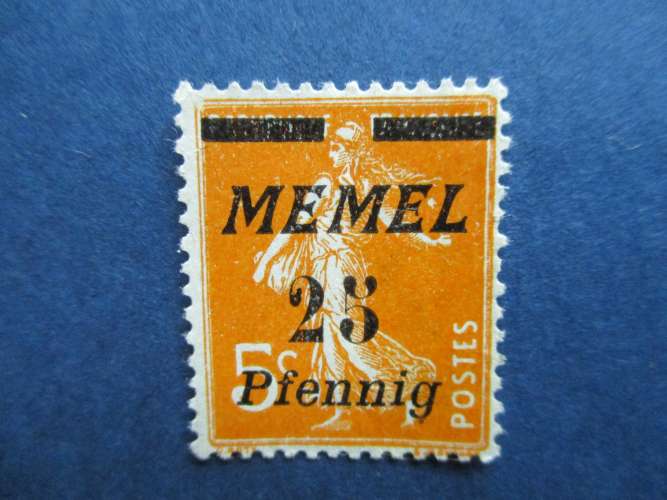 MEMEL
25
5c
Pfennig
POSTES